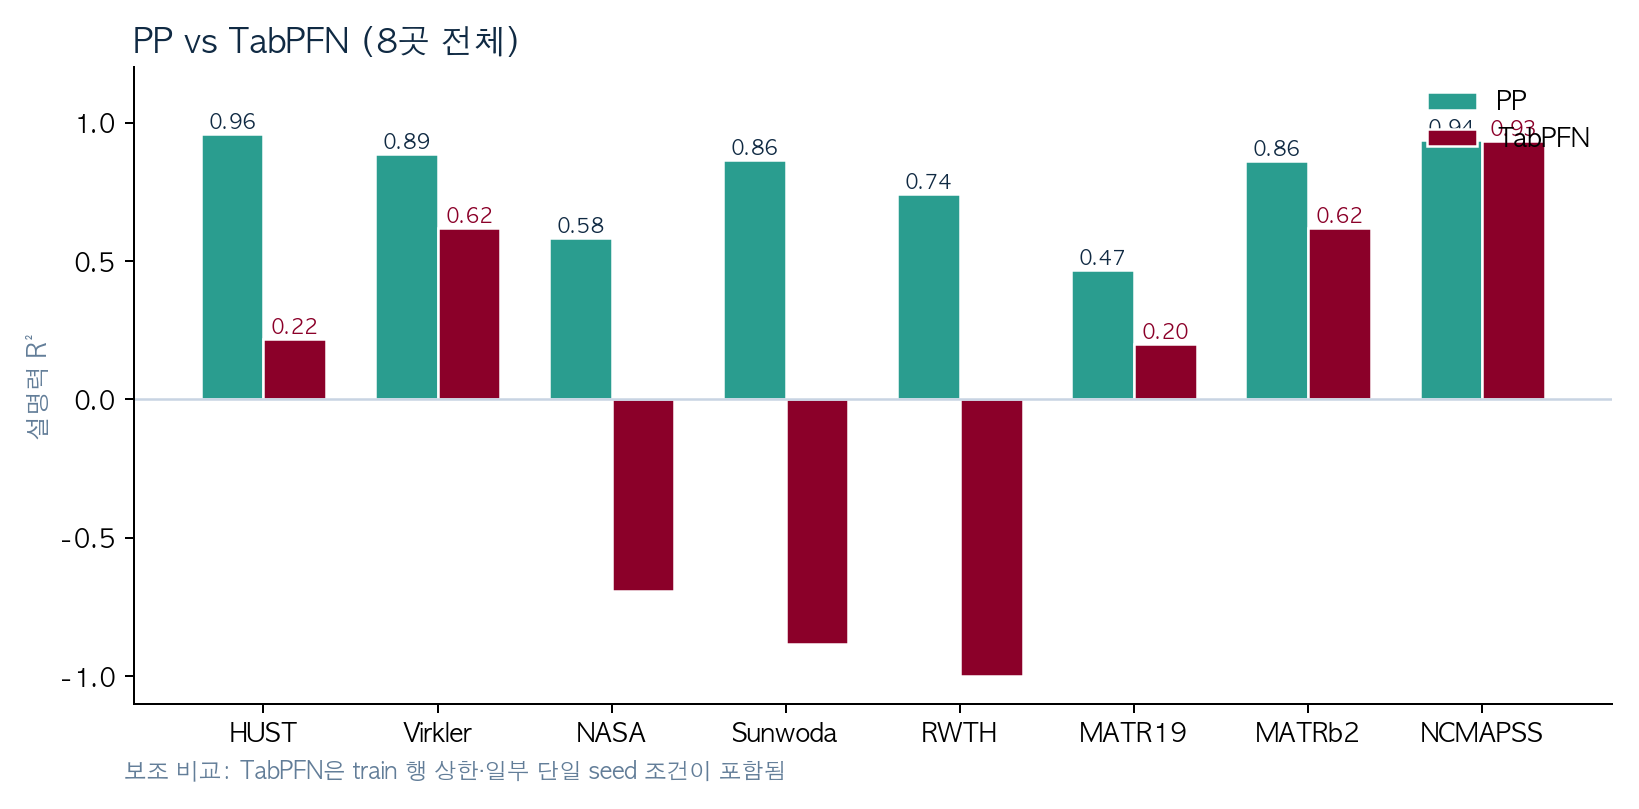 PP vs TabPFN (8곳 전체)
설명력 R²
1.0
0.5
0.0
-0.5
-1.0
0.96
0.22
0.89
0.62
0.58
0.86
0.74
0.47
0.20
0.86
0.62
0.94
0.93
PP
TabPFN
HUST
Virkler
NASA
Sunwoda
RWTH
MATR19
MATRb2
NCMAPSS
보조 비교: TabPFN은 train 행 상한·일부 단일 seed 조건이 포함됨